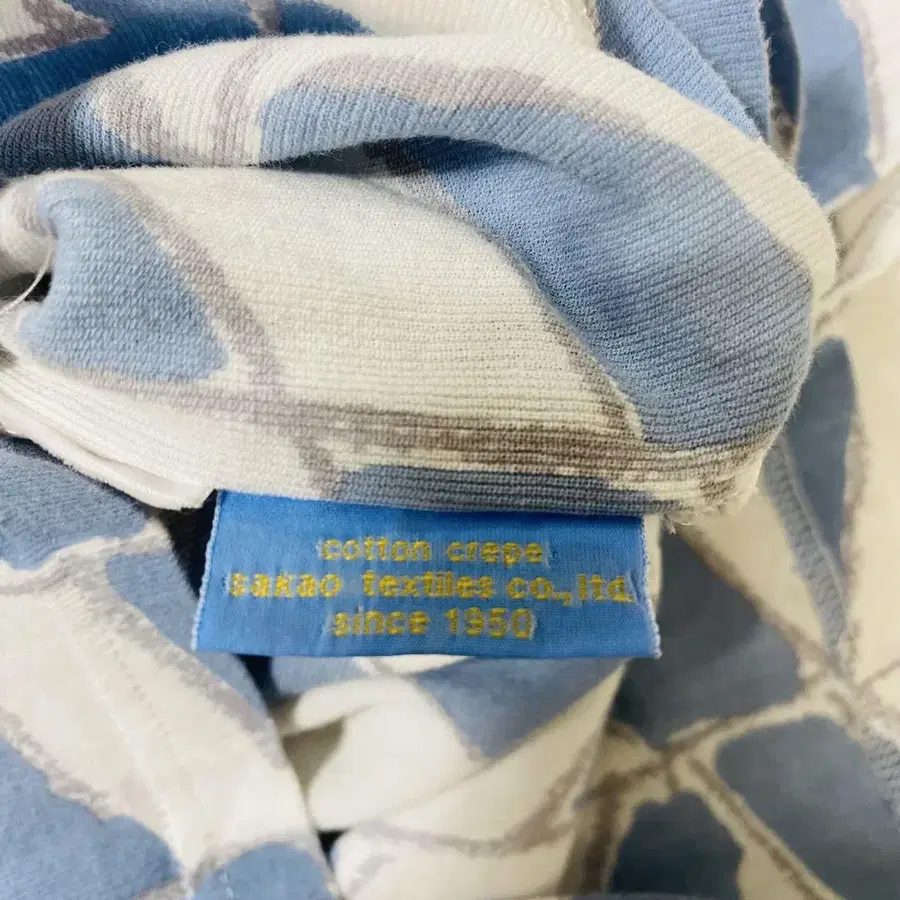 cotton crepe
sakao textiles co.,ltd.
since 1950